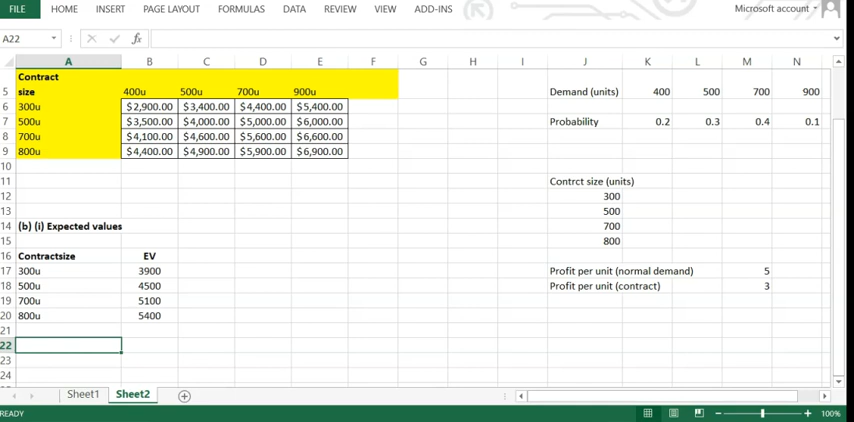 FILE HOME INSERT PAGE LAYOUT FORMULAS DATA REVIEW VIEW ADD-INS Microsoft account
A22 fx
A B C D E F G H I J K L M N
Contract
5 size 400u 500u 700u 900u Demand (units) 400 500 700 900
6 300u $2,900.00 $3,400.00 $4,400.00 $5,400.00
7 500u $3,500.00 $4,000.00 $5,000.00 $6,000.00 Probability 0.2 0.3 0.4 0.1
8 700u $4,100.00 $4,600.00 $5,600.00 $6,600.00
9 800u $4,400.00 $4,900.00 $5,900.00 $6,900.00
10
11 Contrct size (units)
12 300
13 500
14 (b) (i) Expected values 700
15 800
16 Contractsize EV
17 300u 3900 Profit per unit (normal demand) 5
18 500u 4500 Profit per unit (contract) 3
19 700u 5100
20 800u 5400
21
22
23
24
Sheet1 Sheet2
READY 100%